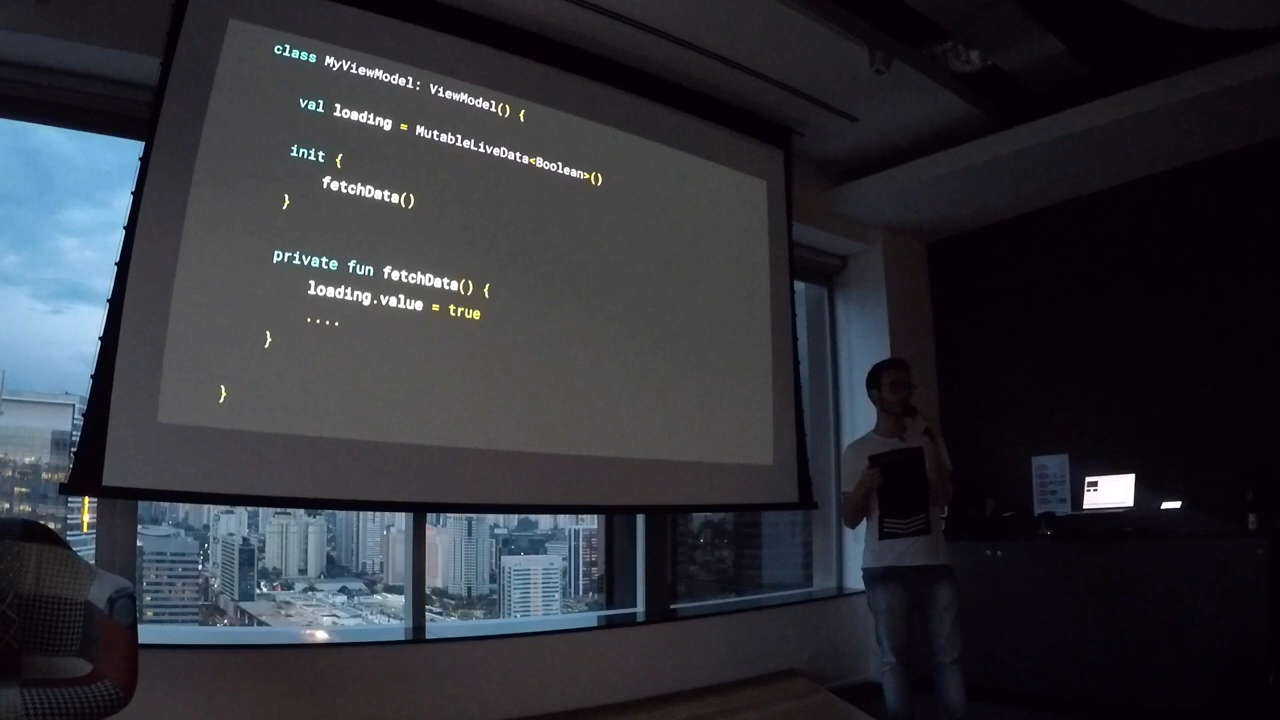 class MyViewModel: ViewModel() {
val loading = MutableLiveData<Boolean>()
init {
fetchData()
}
private fun fetchData() {
loading.value = true
....
}
}